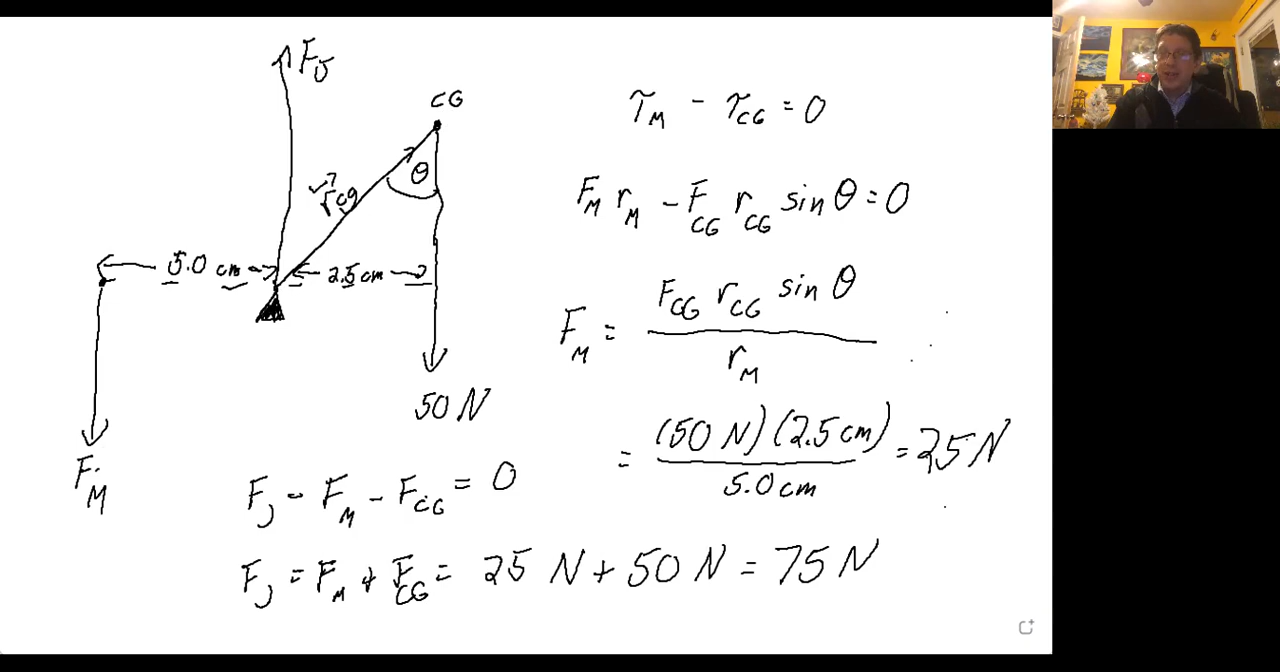 F_J
CG
θ
r⃗_cg
5.0 cm
2.5 cm
50 N
F_M
τ_M - τ_CG = 0
F_M r_M - F_CG r_CG sin θ = 0
F_M = F_CG r_CG sin θ / r_M
= (50 N)(2.5 cm) / 5.0 cm = 25 N
F_J - F_M - F_CG = 0
F_J = F_M + F_CG = 25 N + 50 N = 75 N